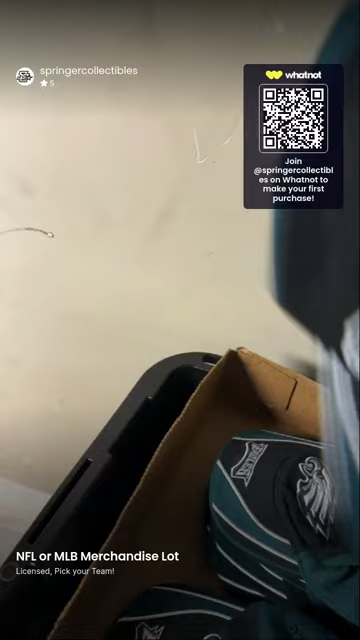 springercollectibles
5
whatnot
Join
@springercollectibl
es on Whatnot to
make your first
purchase!
NFL or MLB Merchandise Lot
Licensed, Pick your Team!